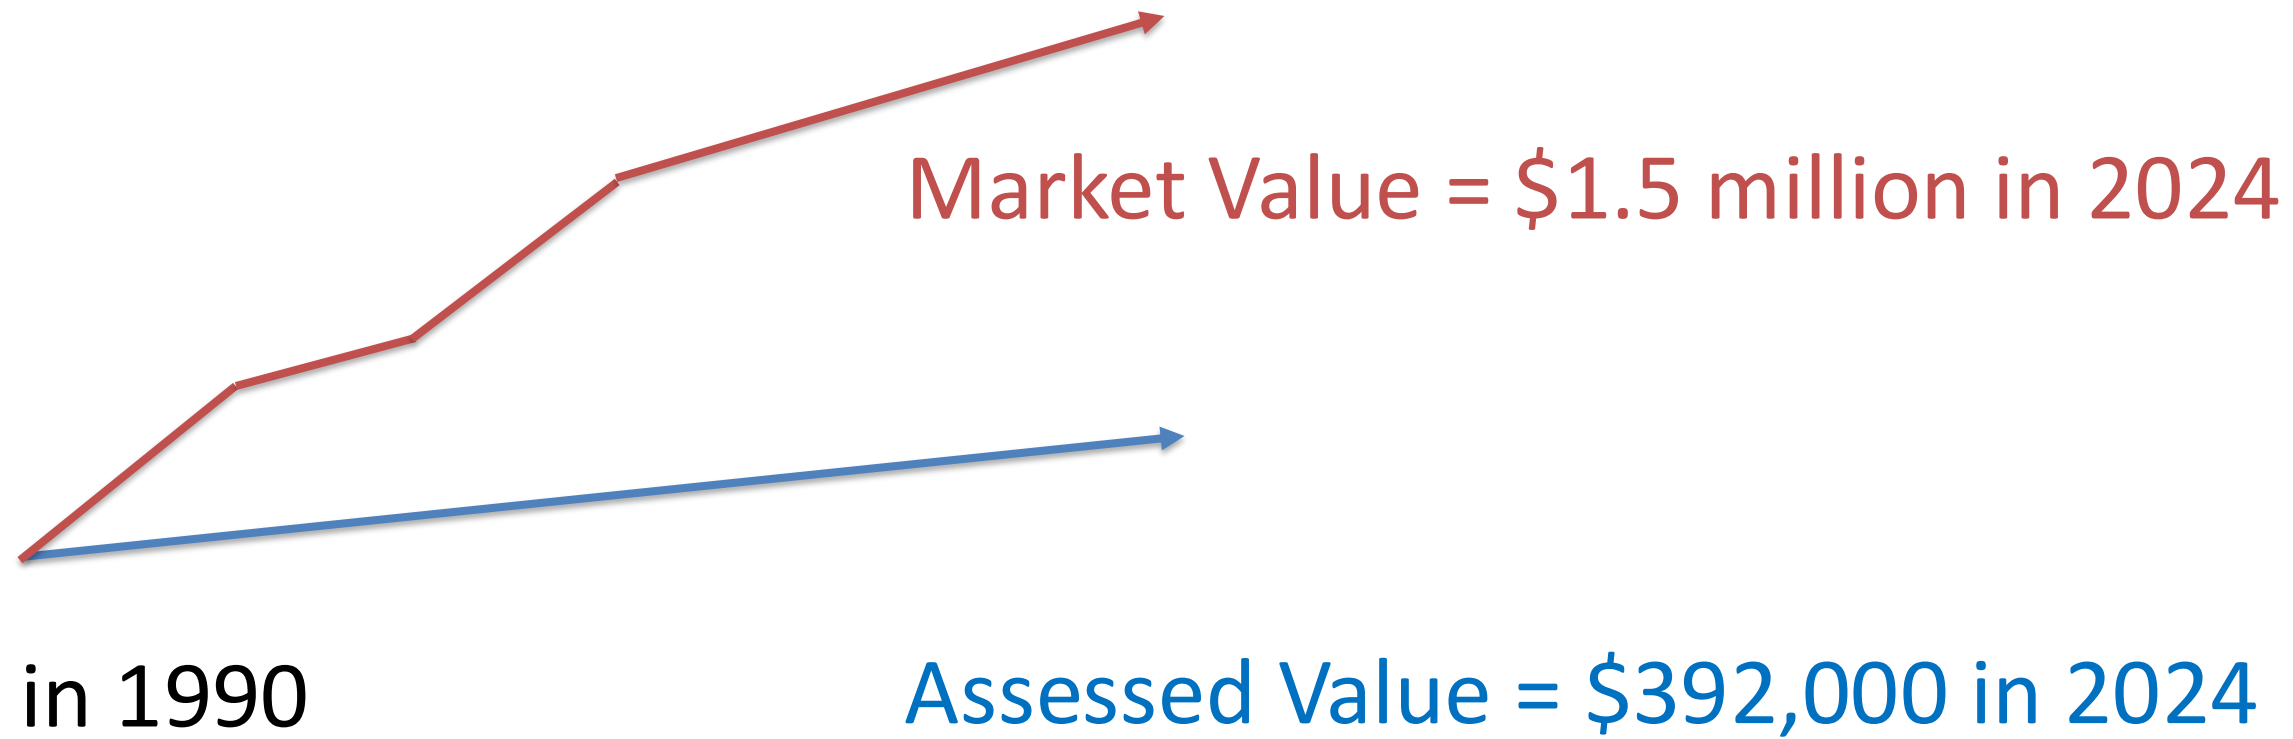 Market Value = $1.5 million in 2024
in 1990
Assessed Value = $392,000 in 2024